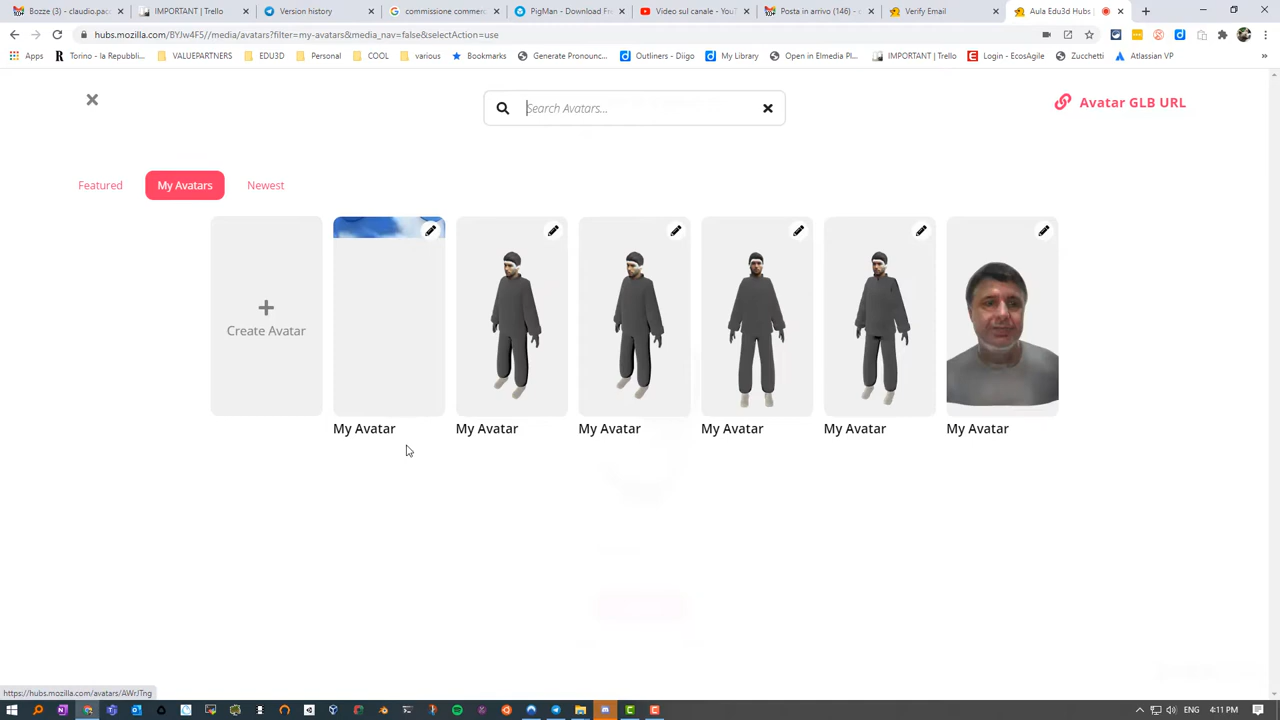 Bozze (3) - claudio.pac
IMPORTANT | Trello
Version history
commissione commerc
PigMan - Download Fr
Video sul canale - YouT
Posta in arrivo (146) - c
Verify Email
Aula Edu3d Hubs |
hubs.mozilla.com/BYJw4F5//media/avatars?filter=my-avatars&media_nav=false&selectAction=use
Apps
Torino - la Repubbli...
VALUEPARTNERS
EDU3D
Personal
COOL
various
Bookmarks
Generate Pronounc...
Outliners - Diigo
My Library
Open in Elmedia Pl...
IMPORTANT | Trello
Login - EcosAgile
Zucchetti
Atlassian VP
Search Avatars...
Avatar GLB URL
Featured
My Avatars
Newest
Create Avatar
My Avatar
My Avatar
My Avatar
My Avatar
My Avatar
My Avatar
https://hubs.mozilla.com/avatars/AWrJTng
ENG
4:11 PM